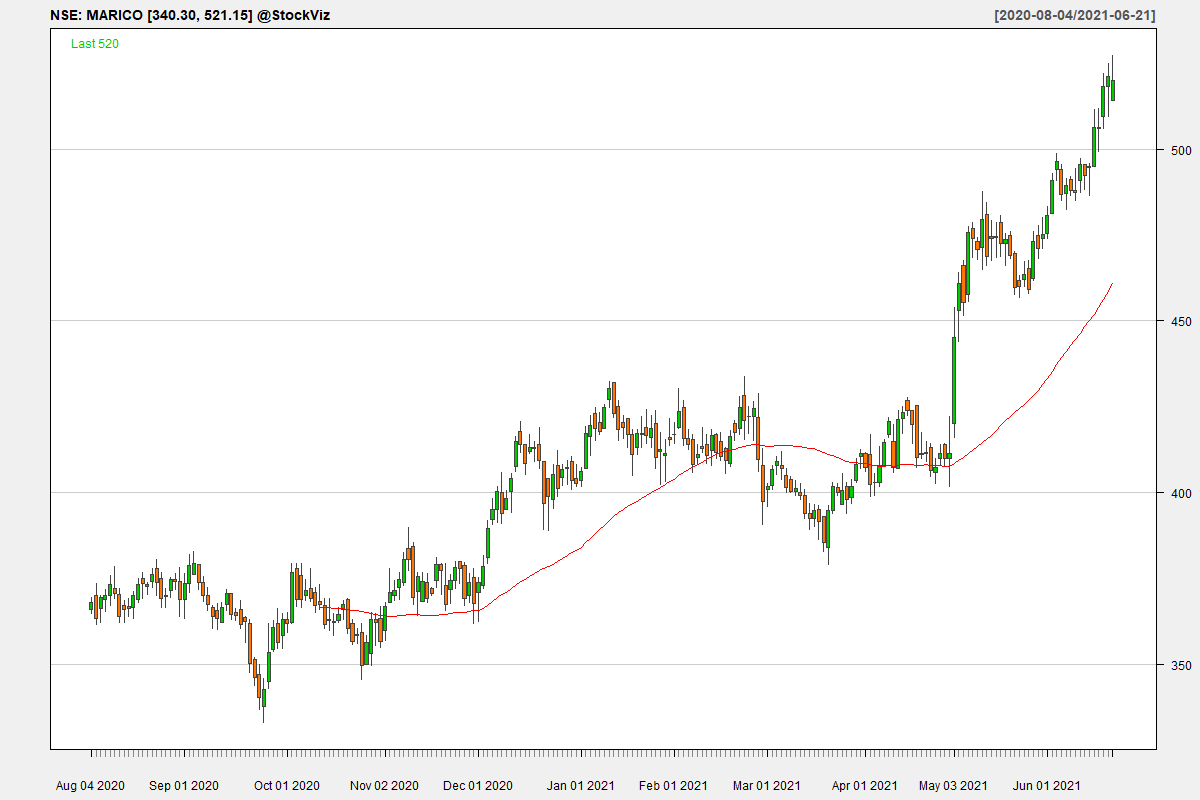 NSE: MARICO [340.30, 521.15] @StockViz [2020-08-04/2021-06-21]
Last 520
500
450
400
350
Aug 04 2020 Sep 01 2020 Oct 01 2020 Nov 02 2020 Dec 01 2020 Jan 01 2021 Feb 01 2021 Mar 01 2021 Apr 01 2021 May 03 2021 Jun 01 2021